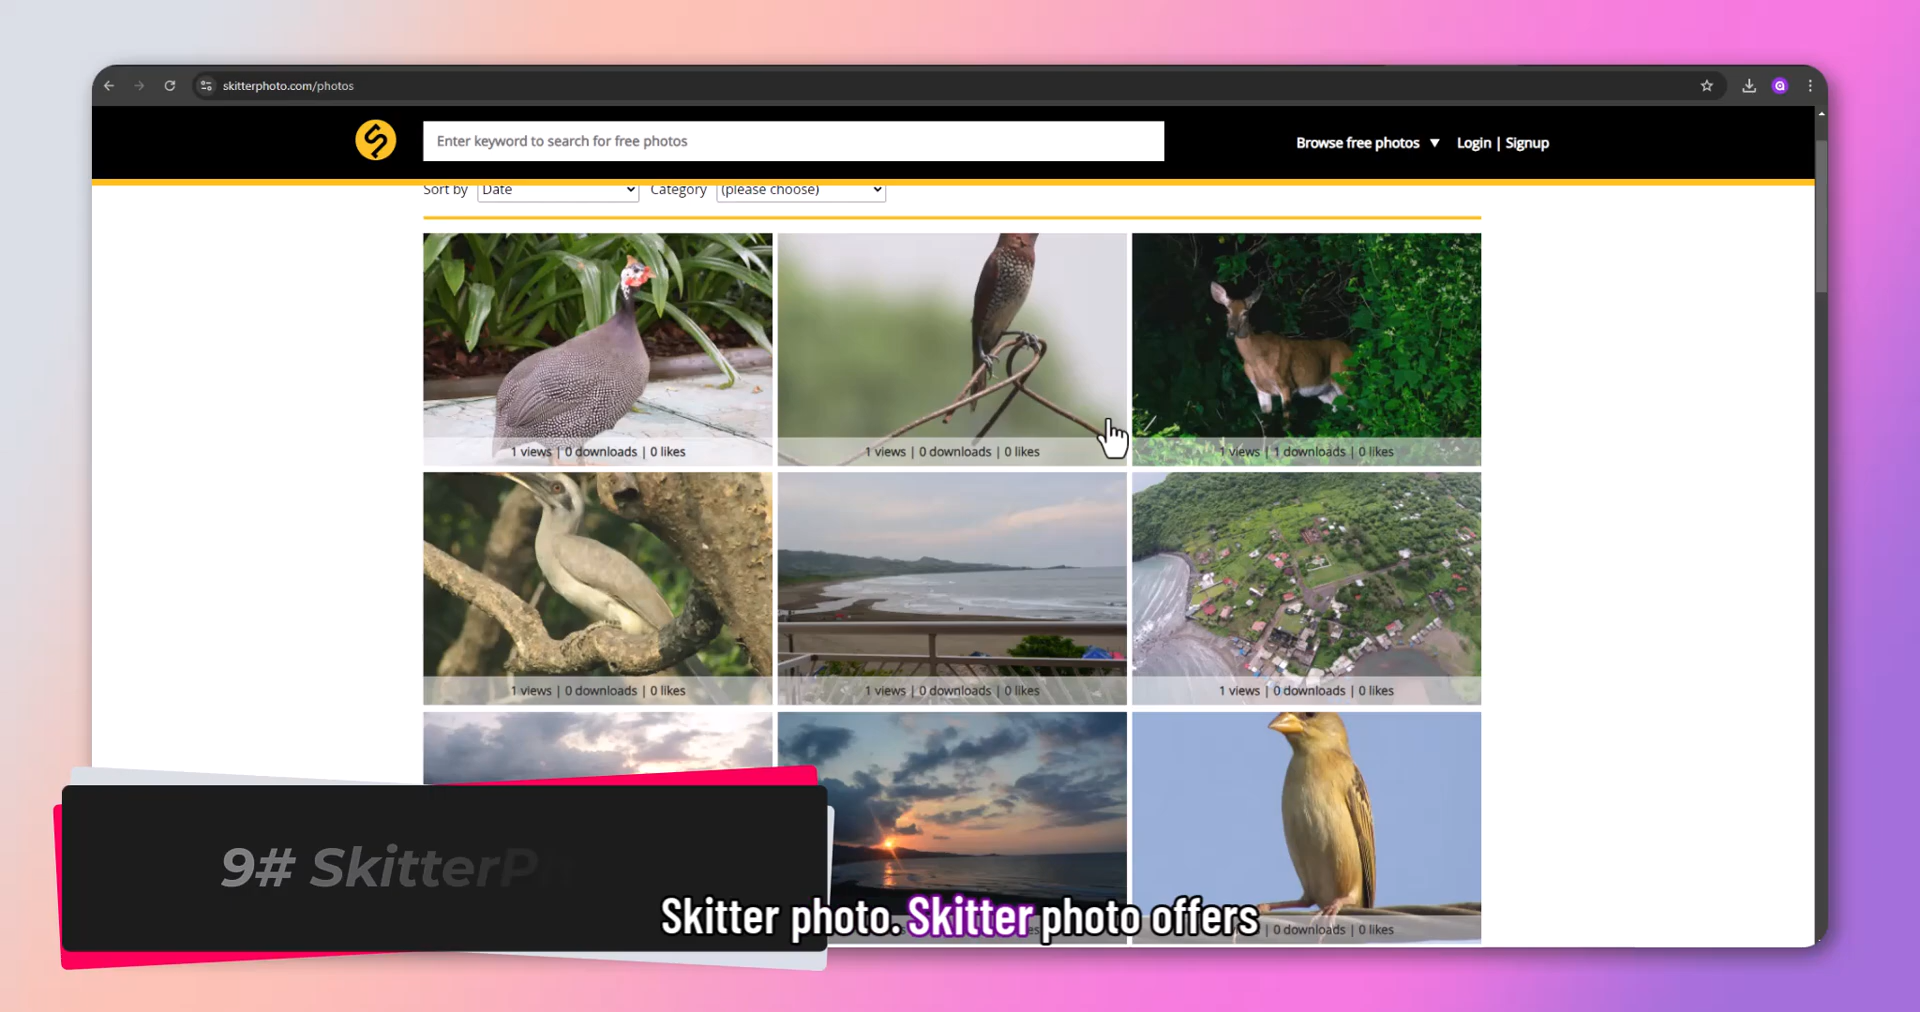 skitterphoto.com/photos
Enter keyword to search for free photos
Browse free photos ▼ Login | Signup
Sort by Date Category (please choose)
1 views | 0 downloads | 0 likes
1 views | 0 downloads | 0 likes
1 views | 1 downloads | 0 likes
1 views | 0 downloads | 0 likes
1 views | 0 downloads | 0 likes
1 views | 0 downloads | 0 likes
9# SkitterPh
Skitter photo. Skitter photo offers
0 downloads | 0 likes